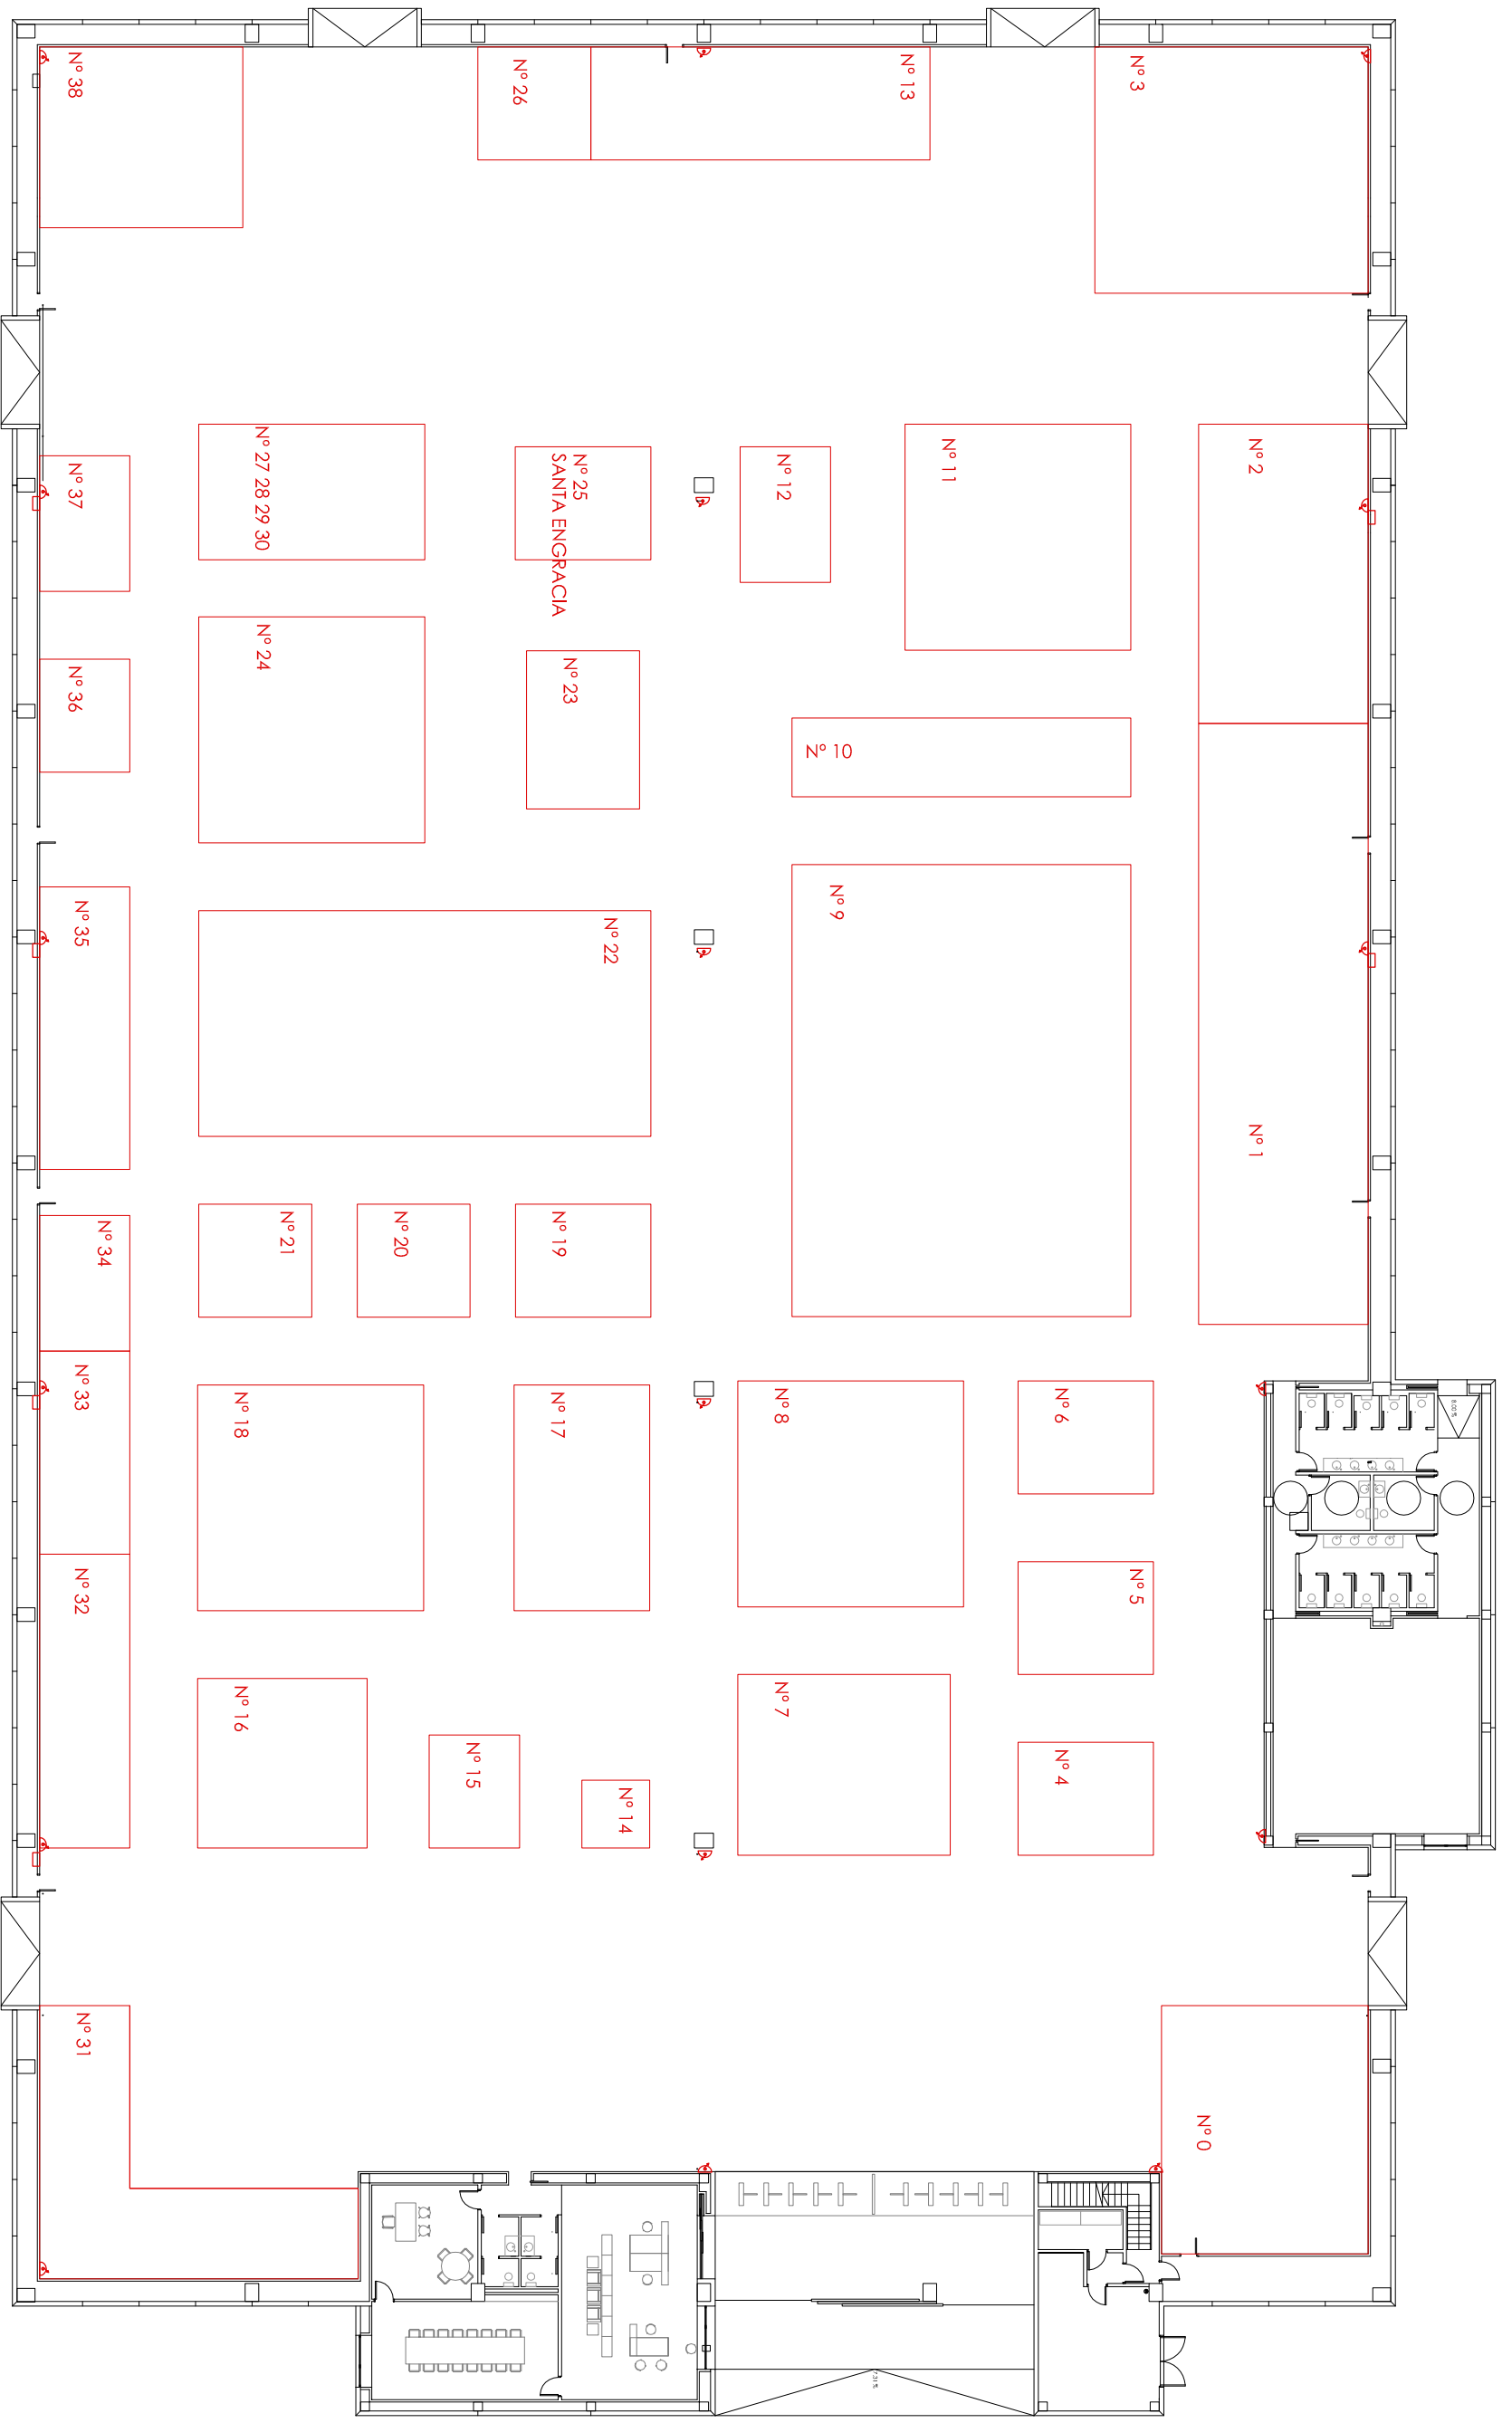 Nº 38
Nº 26
Nº 13
Nº 3
Nº 37
Nº 27 28 29 30
Nº 25
SANTA ENGRACIA
Nº 12
Nº 11
Nº 2
Nº 36
Nº 24
Nº 23
Nº 10
Nº 35
Nº 22
Nº 9
Nº 1
Nº 34
Nº 21
Nº 20
Nº 19
Nº 33
Nº 18
Nº 17
Nº 8
Nº 6
8.00 %
Nº 32
Nº 5
Nº 16
Nº 15
Nº 14
Nº 7
Nº 4
Nº 31
Nº 0